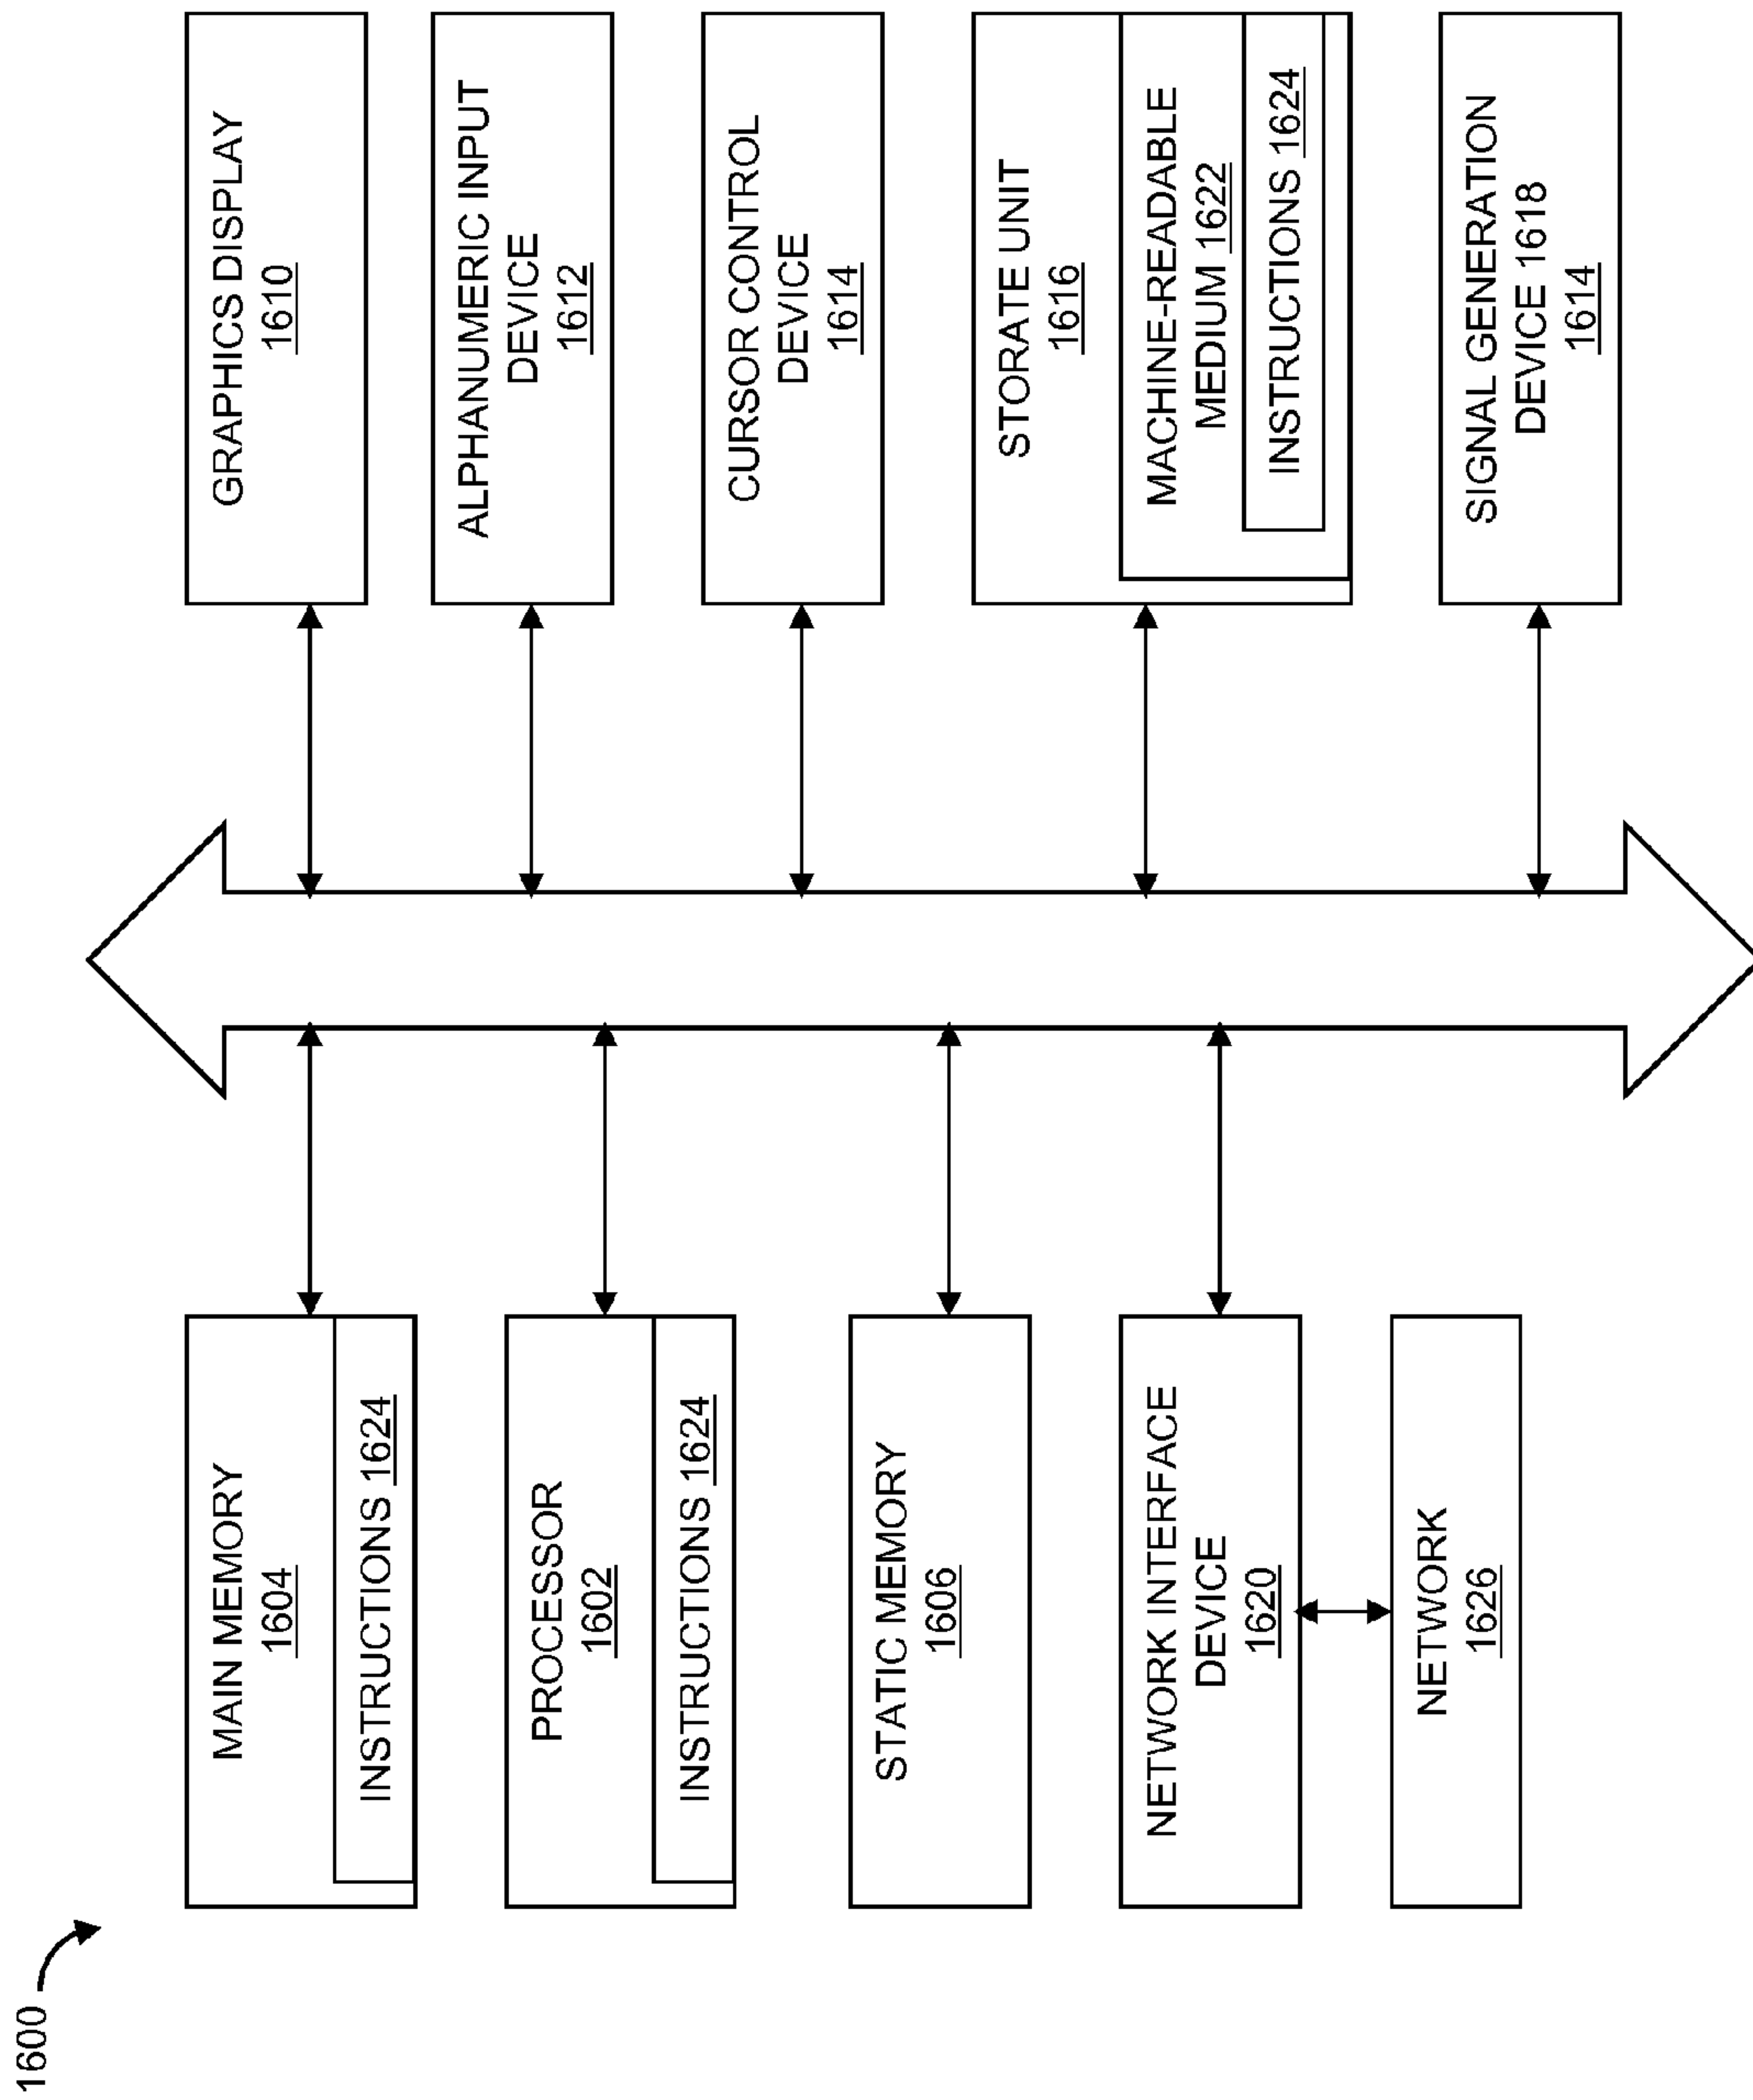 1600
MAIN MEMORY
1604
INSTRUCTIONS 1624
PROCESSOR
1602
INSTRUCTIONS 1624
STATIC MEMORY
1606
NETWORK INTERFACE
DEVICE
1620
NETWORK
1626
GRAPHICS DISPLAY
1610
ALPHANUMERIC INPUT
DEVICE
1612
CURSOR CONTROL
DEVICE
1614
STORATE UNIT
1616
MACHINE-READABLE
MEDIUM 1622
INSTRUCTIONS 1624
SIGNAL GENERATION
DEVICE 1618
1614